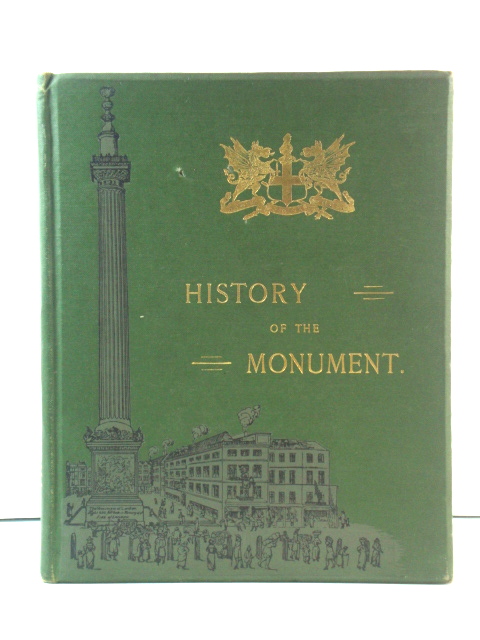 HISTORY
OF THE
MONUMENT.